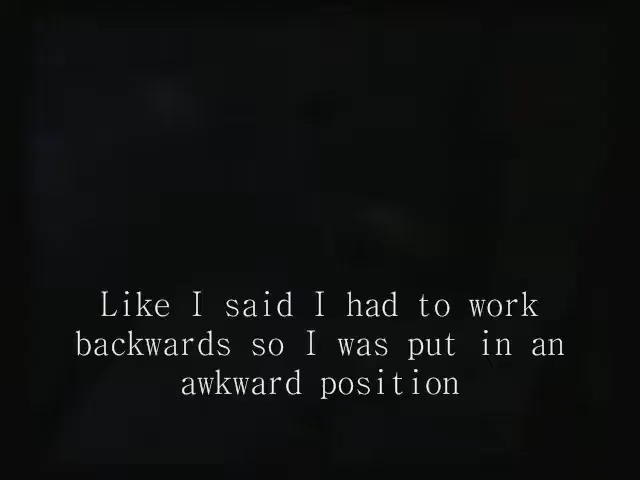 Like I said I had to work
backwards so I was put in an
awkward position